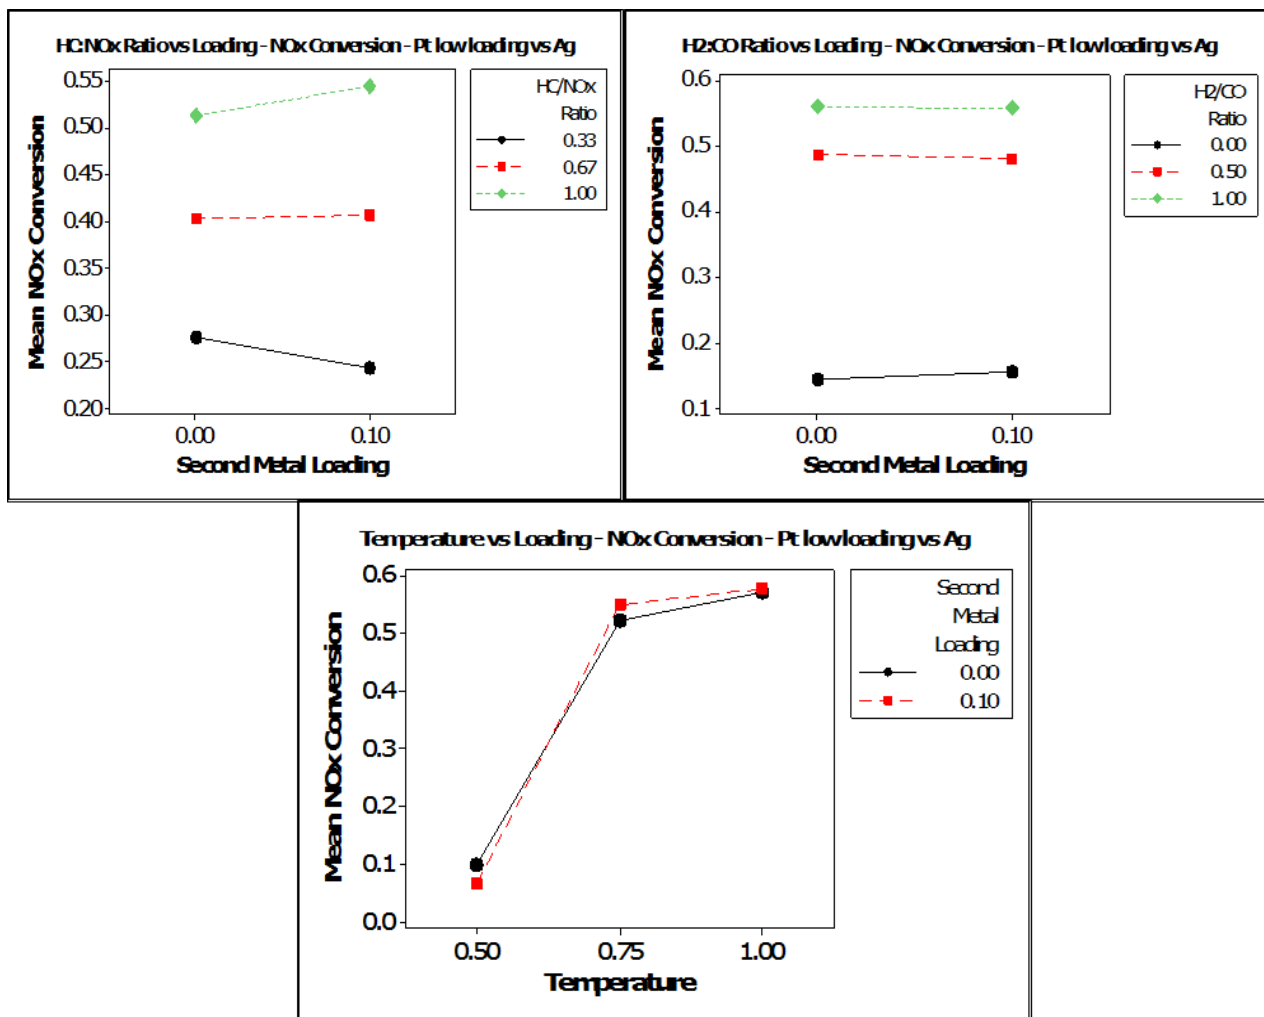 HC:NOx Ratio vs Loading - NOx Conversion - Pt low loading vs Ag
Mean NOx Conversion
0.55
0.50
0.45
0.40
0.35
0.30
0.25
0.20
0.00
0.10
Second Metal Loading
HC/NOx
Ratio
0.33
0.67
1.00
H2:CO Ratio vs Loading - NOx Conversion - Pt low loading vs Ag
Mean NOx Conversion
0.6
0.5
0.4
0.3
0.2
0.1
0.00
0.10
Second Metal Loading
H2/CO
Ratio
0.00
0.50
1.00
Temperature vs Loading - NOx Conversion - Pt low loading vs Ag
Mean NOx Conversion
0.6
0.5
0.4
0.3
0.2
0.1
0.0
0.50
0.75
1.00
Temperature
Second
Metal
Loading
0.00
0.10